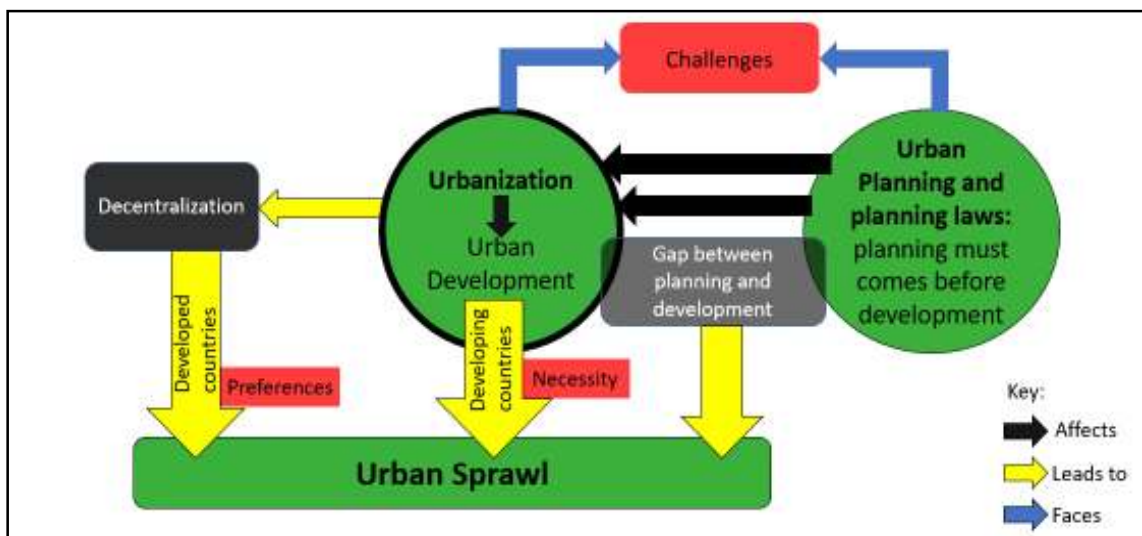 Challenges
Decentralization
Urbanization
Urban
Development
Gap between
planning and
development
Urban
Planning and
planning laws:
planning must
comes before
development
Developed
countries
Preferences
Developing
countries
Necessity
Urban Sprawl
Key:
Affects
Leads to
Faces